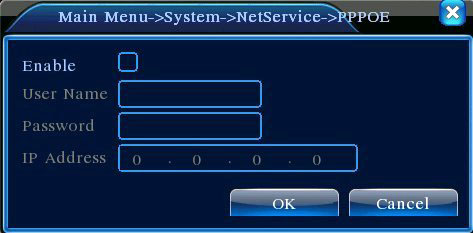 Main Menu->System->NetService->PPPOE
Enable
User Name
Password
IP Address 0 . 0 . 0 . 0
OK Cancel